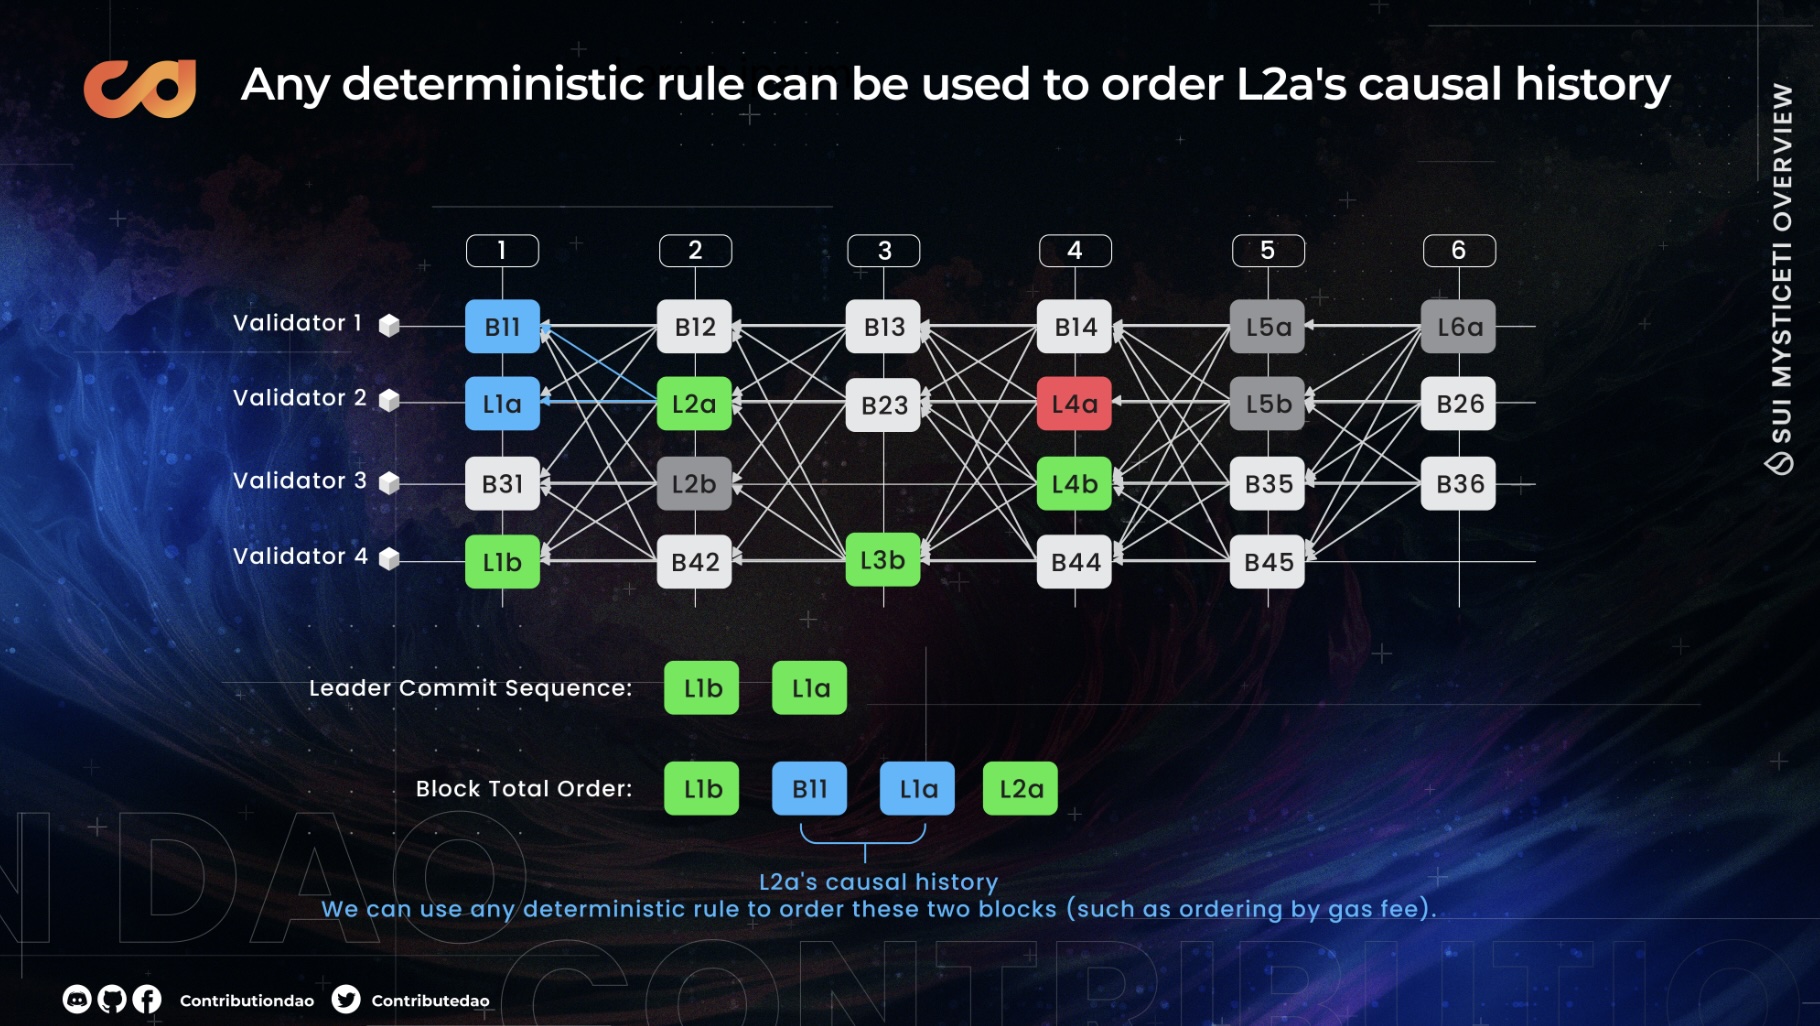 Any deterministic rule can be used to order L2a's causal history
SUI MYSTICETI OVERVIEW
1 2 3 4 5 6
Validator 1 B11 B12 B13 B14 L5a L6a
Validator 2 L1a L2a B23 L4a L5b B26
Validator 3 B31 L2b L4b B35 B36
Validator 4 L1b B42 L3b B44 B45
Leader Commit Sequence: L1b L1a
Block Total Order: L1b B11 L1a L2a
L2a's causal history
We can use any deterministic rule to order these two blocks (such as ordering by gas fee).
N DAO
CONTRIBUTIO
Contributiondao Contributedao